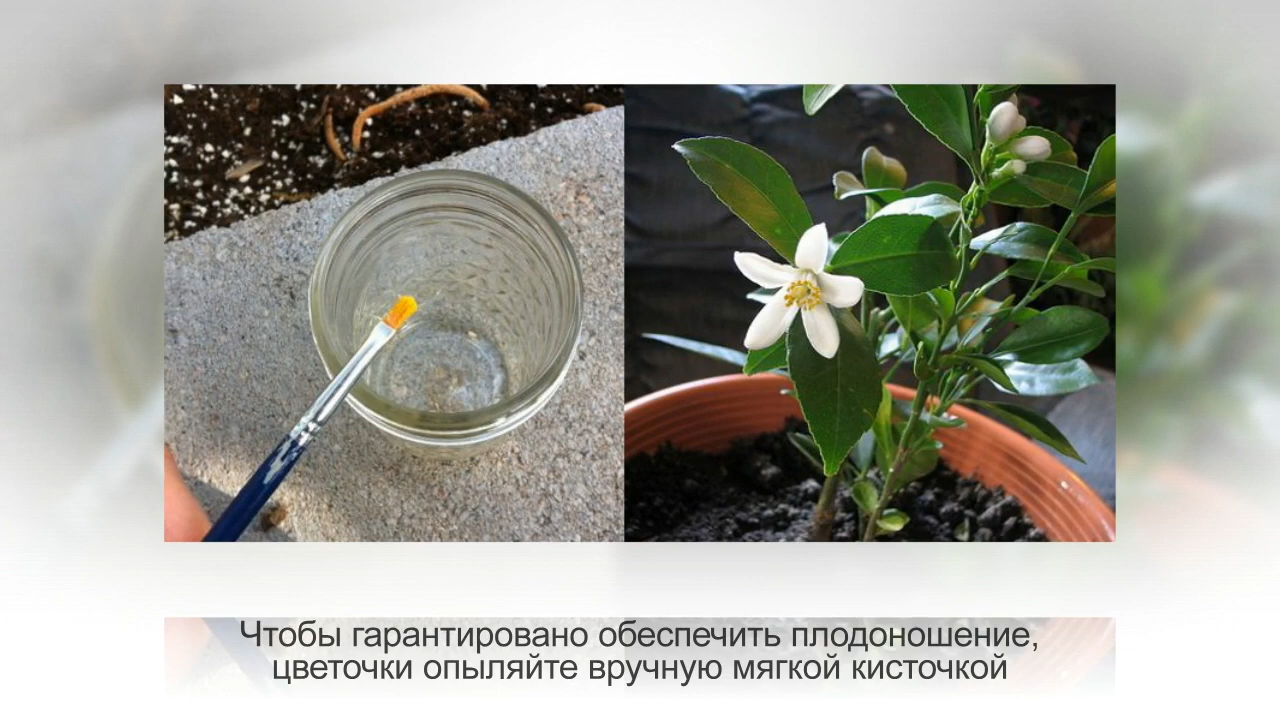 Чтобы гарантировано обеспечить плодоношение,
цветочки опыляйте вручную мягкой кисточкой